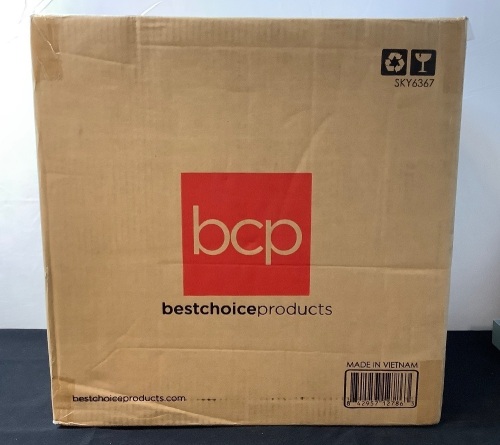 SKY6367
bcp
bestchoiceproducts
MADE IN VIETNAM
bestchoiceproducts.com